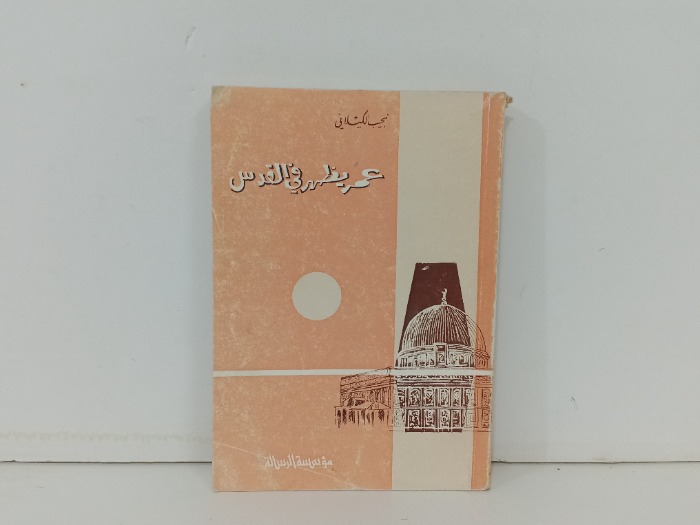 نجيب الكيلاني
عمر يظهر في القدس
مؤسسة الرسالة